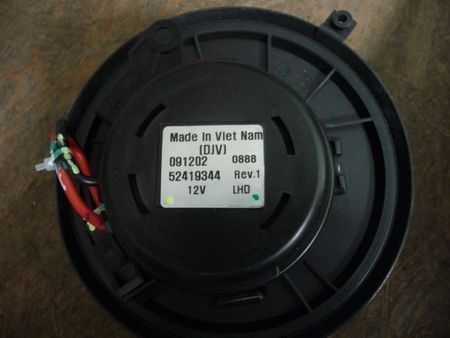 Made In Viet Nam
(DJV)
091202 0888
52419344 Rev.1
12V LHD